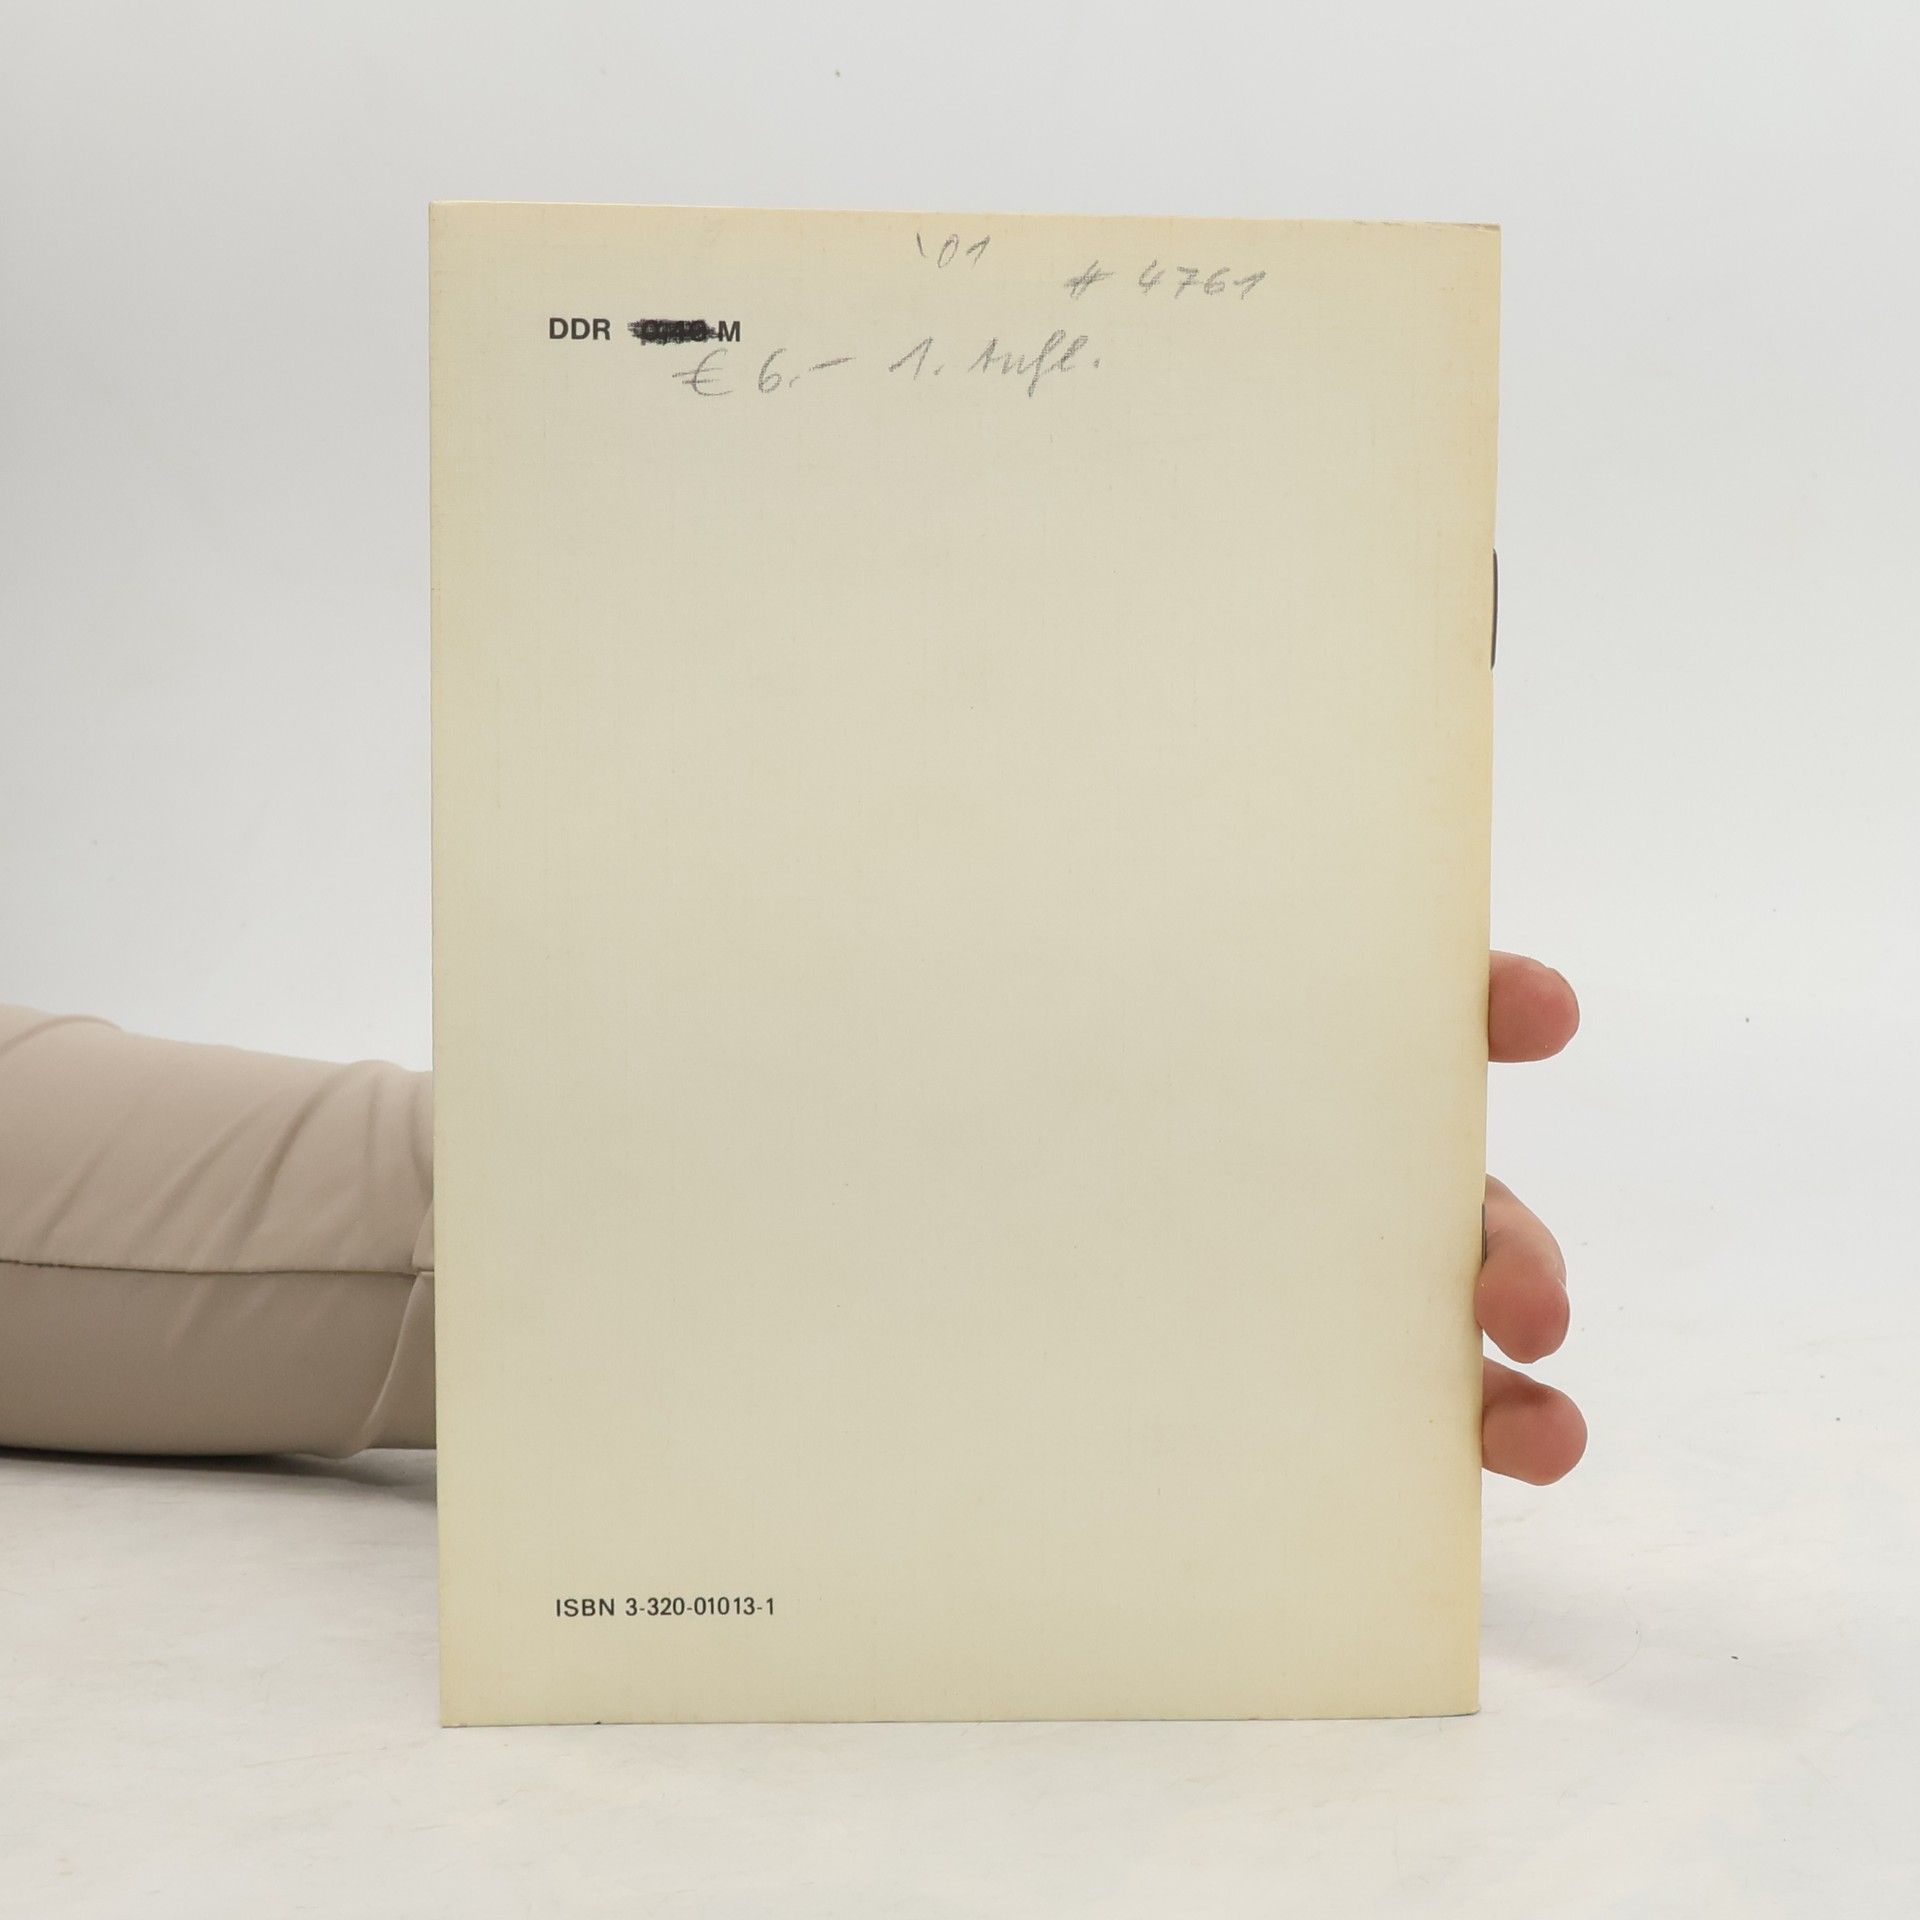 '01
# 4761
DDR M
€ 6.- 1. Aufl.
ISBN 3-320-01013-1